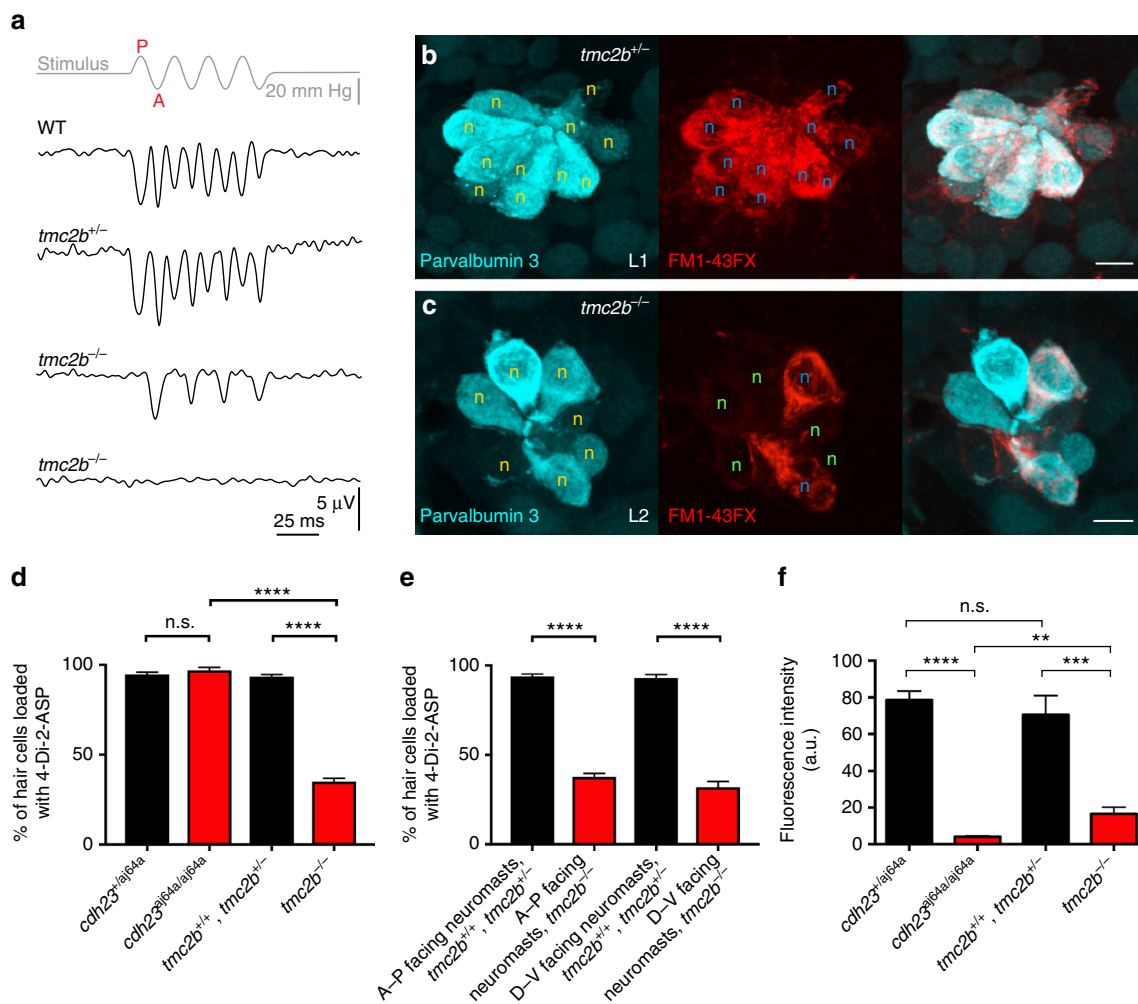 a
P
Stimulus
20 mm Hg
A
WT
tmc2b+/−
tmc2b−/−
tmc2b−/−
5 μV
25 ms
b
tmc2b+/−
n n n n n n n n n n n
n n n n n n n n n n n
Parvalbumin 3 L1 FM1-43FX
c
tmc2b−/−
n n n n n n n
n n n n n n n
Parvalbumin 3 L2 FM1-43FX
d
****
n.s. ****
% of hair cells loaded
with 4-Di-2-ASP
100
50
0
cdh23+/aj64a
cdh23aj64a/aj64a
tmc2b+/+, tmc2b+/−
tmc2b−/−
e
**** ****
% of hair cells loaded
with 4-Di-2-ASP
100
50
0
A–P facing neuromasts,
tmc2b+/+, tmc2b+/−
A–P facing
neuromasts, tmc2b−/−
D–V facing neuromasts,
tmc2b+/+, tmc2b+/−
D–V facing
neuromasts, tmc2b−/−
f
n.s.
**
**** ***
Fluorescence intensity
(a.u.)
100
80
60
40
20
0
cdh23+/aj64a
cdh23aj64a/aj64a
tmc2b+/+, tmc2b+/−
tmc2b−/−